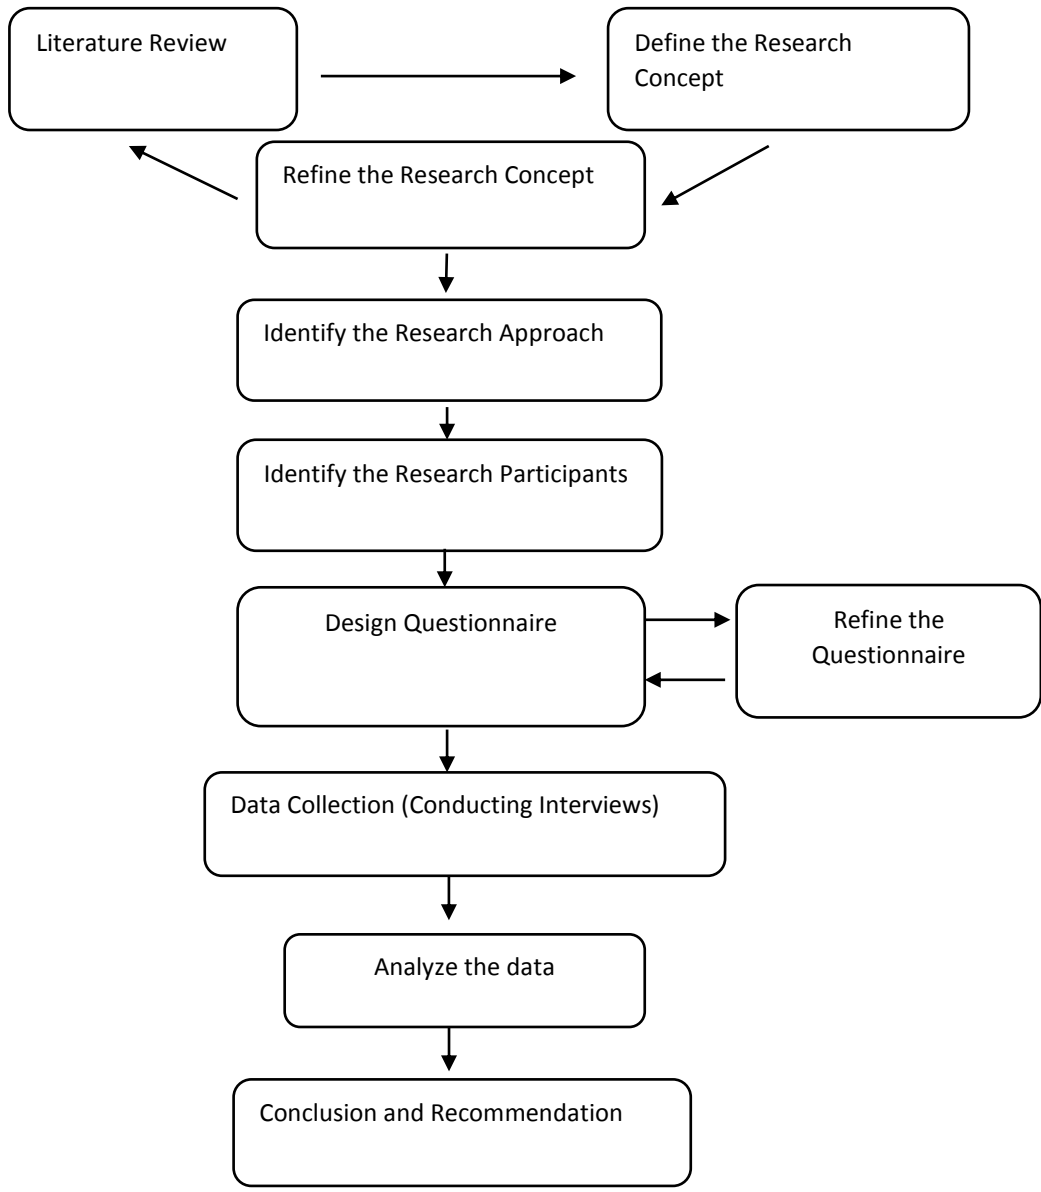 Literature Review
Define the Research
Concept
Refine the Research Concept
Identify the Research Approach
Identify the Research Participants
Design Questionnaire
Refine the
Questionnaire
Data Collection (Conducting Interviews)
Analyze the data
Conclusion and Recommendation